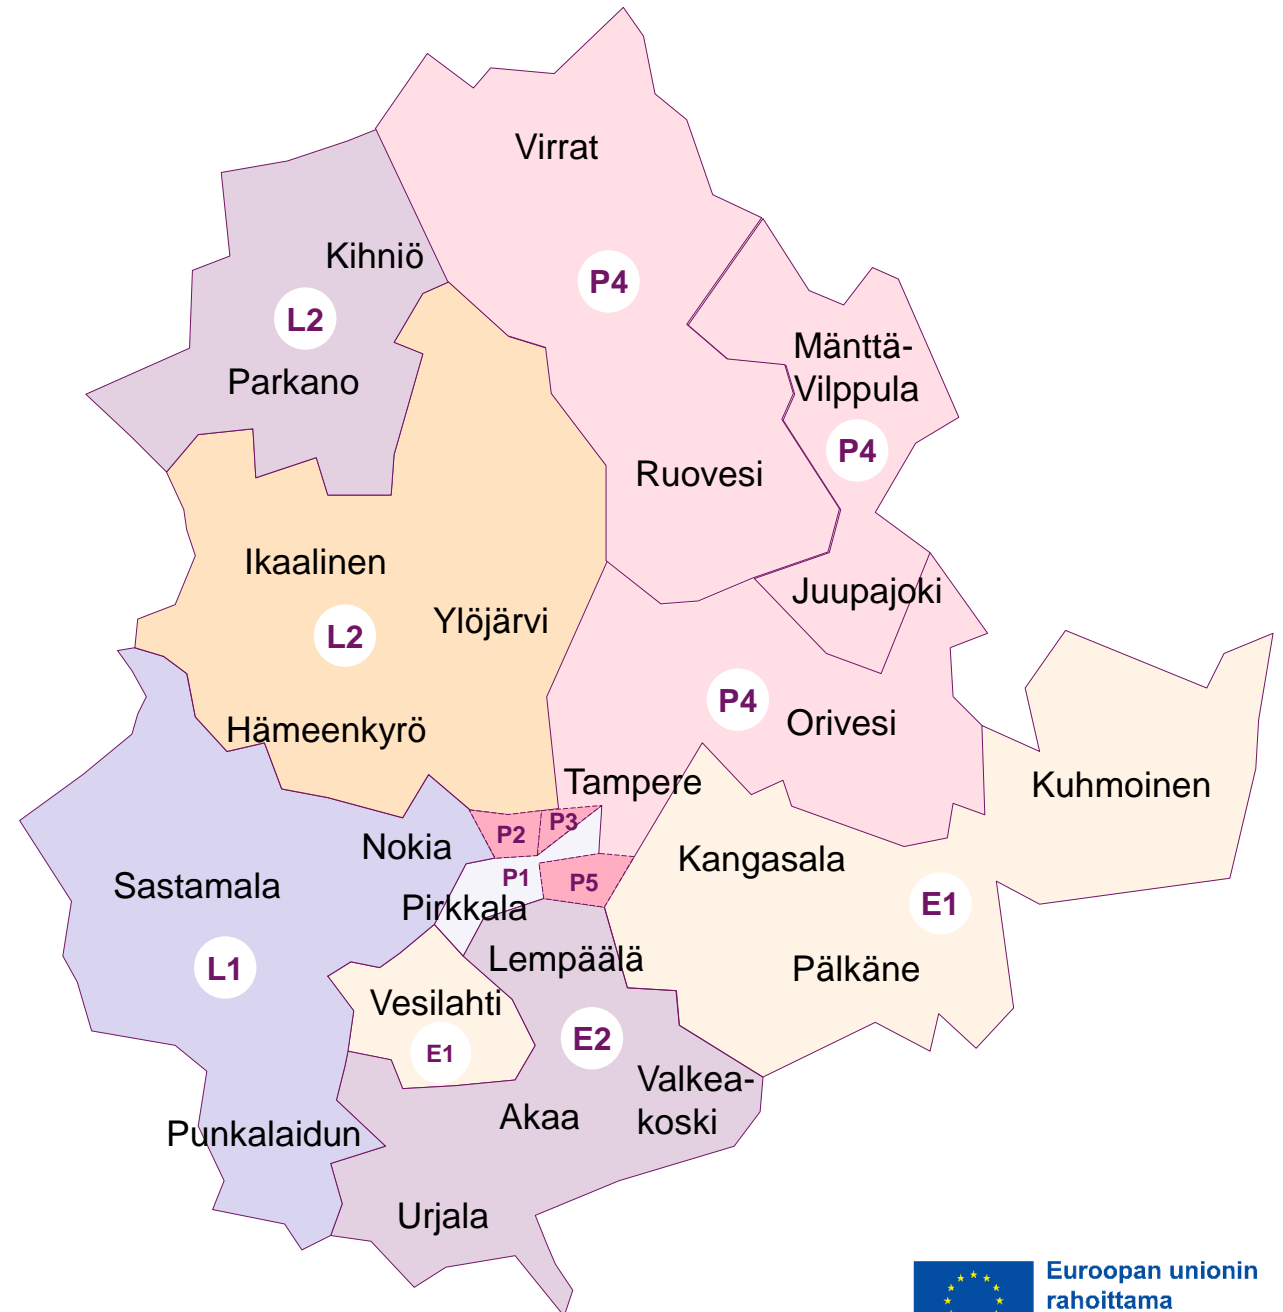 Virrat
Kihniö
P4
L2
Mänttä-
Vilppula
Parkano
P4
Ruovesi
Ikaalinen
Juupajoki
Ylöjärvi
L2
P4
Orivesi
Hämeenkyrö
Tampere
Kuhmoinen
P2
P3
Nokia
Kangasala
P1
P5
Sastamala
Pirkkala
E1
Lempäälä
L1
Pälkäne
Vesilahti
E2
E1
Valkea-
koski
Akaa
Punkalaidun
Urjala
Euroopan unionin
rahoittama